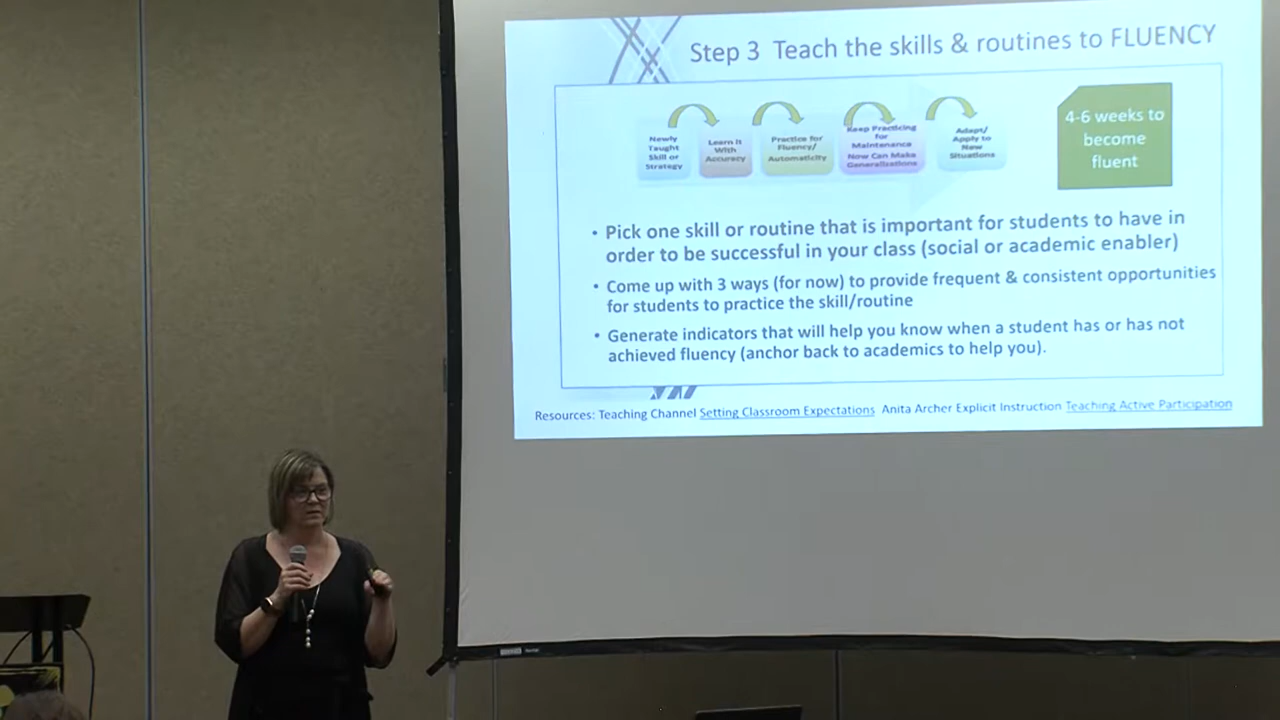 Step 3 Teach the skills & routines to FLUENCY
Newly
Taught
Skill or
Strategy
Learn It
With
Accuracy
Practice for
Fluency/
Automaticity
Keep Practicing
for
Maintenance
Now Can Make
Generalizations
Adapt/
Apply to
New
Situations
4-6 weeks to
become
fluent
• Pick one skill or routine that is important for students to have in
order to be successful in your class (social or academic enabler)
• Come up with 3 ways (for now) to provide frequent & consistent opportunities
for students to practice the skill/routine
• Generate indicators that will help you know when a student has or has not
achieved fluency (anchor back to academics to help you).
Resources: Teaching Channel Setting Classroom Expectations Anita Archer Explicit Instruction Teaching Active Participation